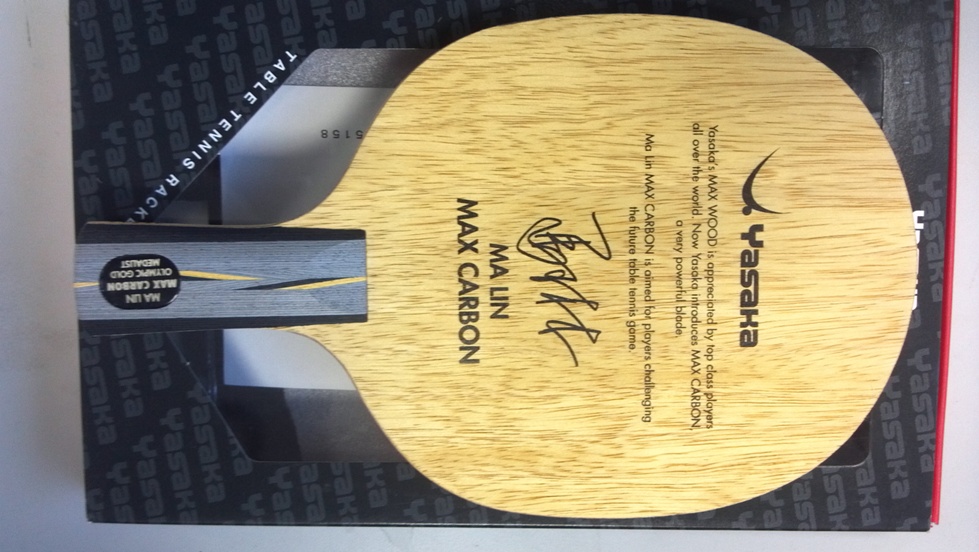 Yasaka
Yasaka's MAX WOOD is appreciated by top class players
all over the world. Now Yasaka introduces MAX CARBON,
a very powerful blade.
Ma Lin MAX CARBON is aimed for players challenging
the future table tennis game.
MA LIN
MAX CARBON
MA LIN
MAX CARBON
OLYMPIC GOLD
MEDALIST
TABLE TENNIS RACK
5158